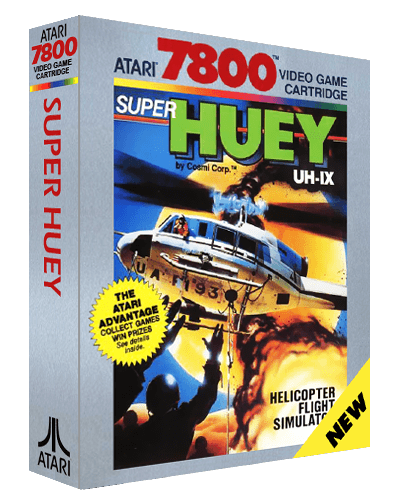 ATARI
7800
VIDEO GAME
CARTRIDGE
SUPER HUEY
ATARI
ATARI 7800™ VIDEO GAME
CARTRIDGE
SUPER
HUEY
by Cosmi Corp.™
UH-IX
THE
ATARI
ADVANTAGE
COLLECT GAMES
WIN PRIZES
See details
inside.
HELICOPTER
FLIGHT
SIMULATO
NEW